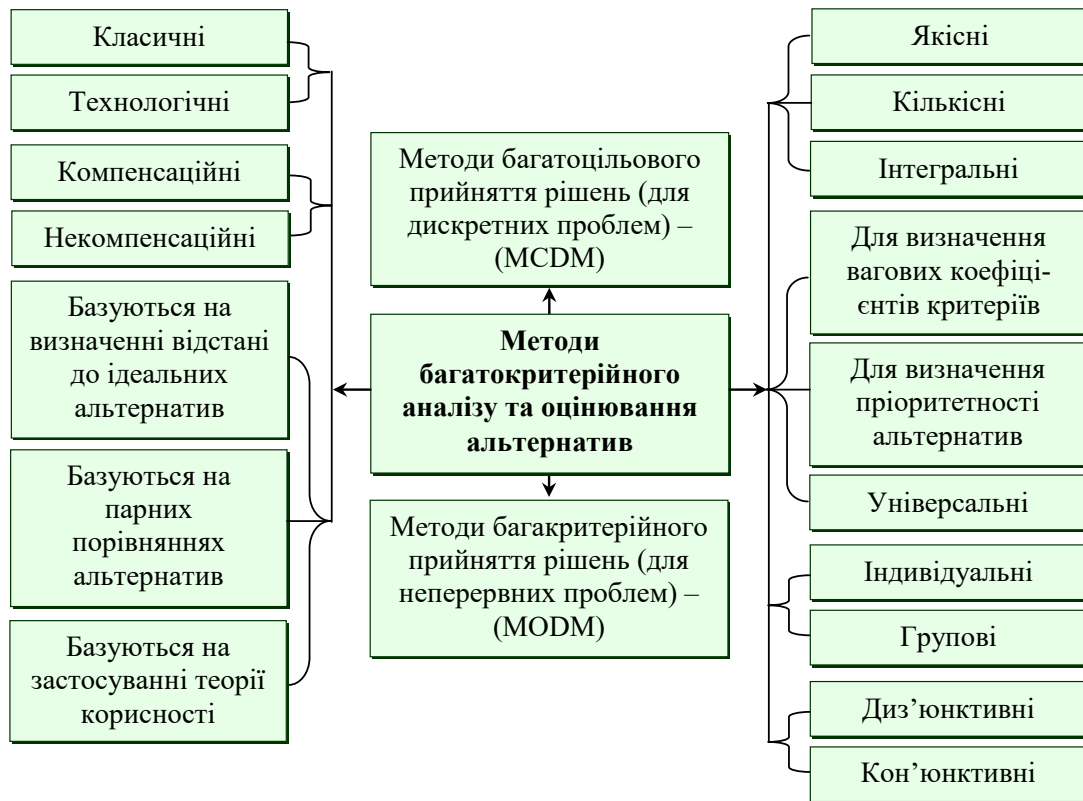 Класичні
Технологічні
Компенсаційні
Некомпенсаційні
Базуються на
визначенні відстані
до ідеальних
альтернатив
Базуються на
парних
порівняннях
альтернатив
Базуються на
застосуванні теорії
корисності
Методи багатоцільового
прийняття рішень (для
дискретних проблем) –
(MCDM)
Методи
багатокритерійного
аналізу та оцінювання
альтернатив
Методи багакритерійного
прийняття рішень (для
неперервних проблем) –
(MODM)
Якісні
Кількісні
Інтегральні
Для визначення
вагових коефіці-
єнтів критеріїв
Для визначення
пріоритетності
альтернатив
Універсальні
Індивідуальні
Групові
Диз’юнктивні
Кон’юнктивні